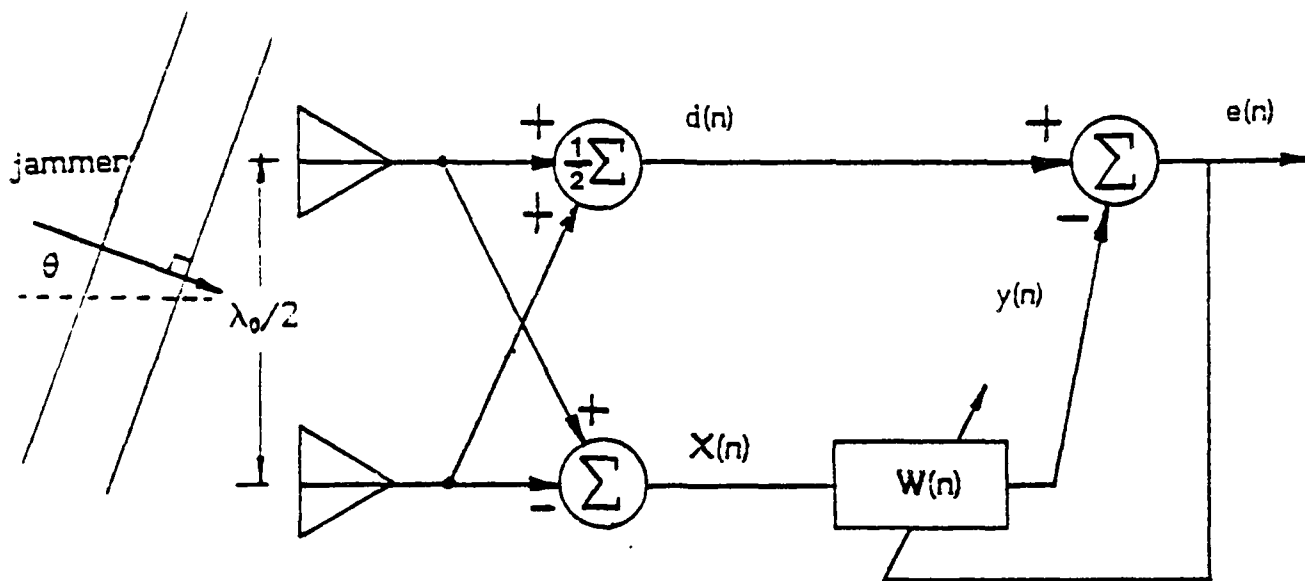 jammer
θ
λ₀/2
+
+
½Σ
d(n)
+
-
Σ
e(n)
y(n)
+
-
Σ
X(n)
W(n)